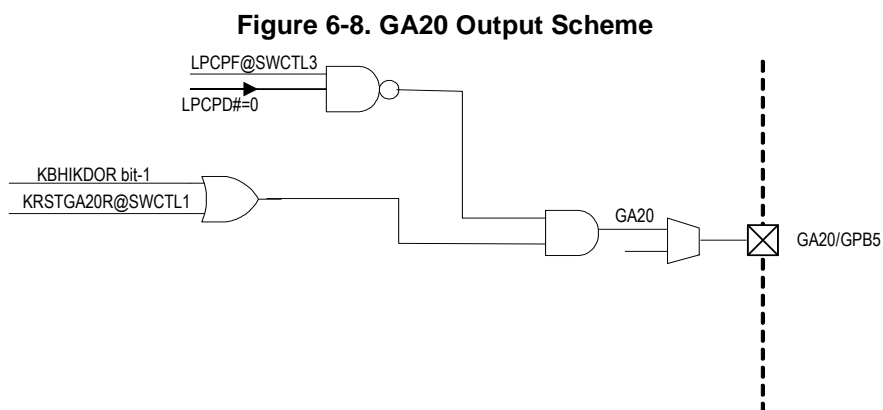 Figure 6-8. GA20 Output Scheme
LPCPF@SWCTL3
LPCPD#=0
KBHIKDOR bit-1
KRSTGA20R@SWCTL1
GA20
GA20/GPB5